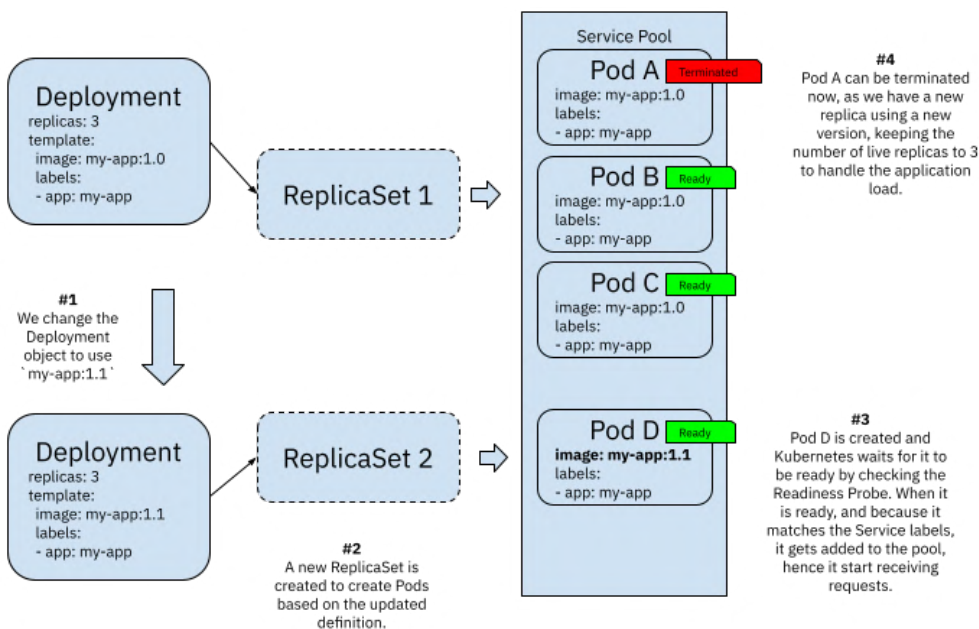 Service Pool
Deployment
replicas: 3
template:
image: my-app:1.0
labels:
- app: my-app
ReplicaSet 1
Pod A
Terminated
image: my-app:1.0
labels:
- app: my-app
Pod B
Ready
image: my-app:1.0
labels:
- app: my-app
Pod C
Ready
image: my-app:1.0
labels:
- app: my-app
#4
Pod A can be terminated
now, as we have a new
replica using a new
version, keeping the
number of live replicas to 3
to handle the application
load.
#1
We change the
Deployment
object to use
`my-app:1.1`
Deployment
replicas: 3
template:
image: my-app:1.1
labels:
- app: my-app
ReplicaSet 2
Pod D
Ready
image: my-app:1.1
labels:
- app: my-app
#2
A new ReplicaSet is
created to create Pods
based on the updated
definition.
#3
Pod D is created and
Kubernetes waits for it to
be ready by checking the
Readiness Probe. When it
is ready, and because it
matches the Service labels,
it gets added to the pool,
hence it start receiving
requests.